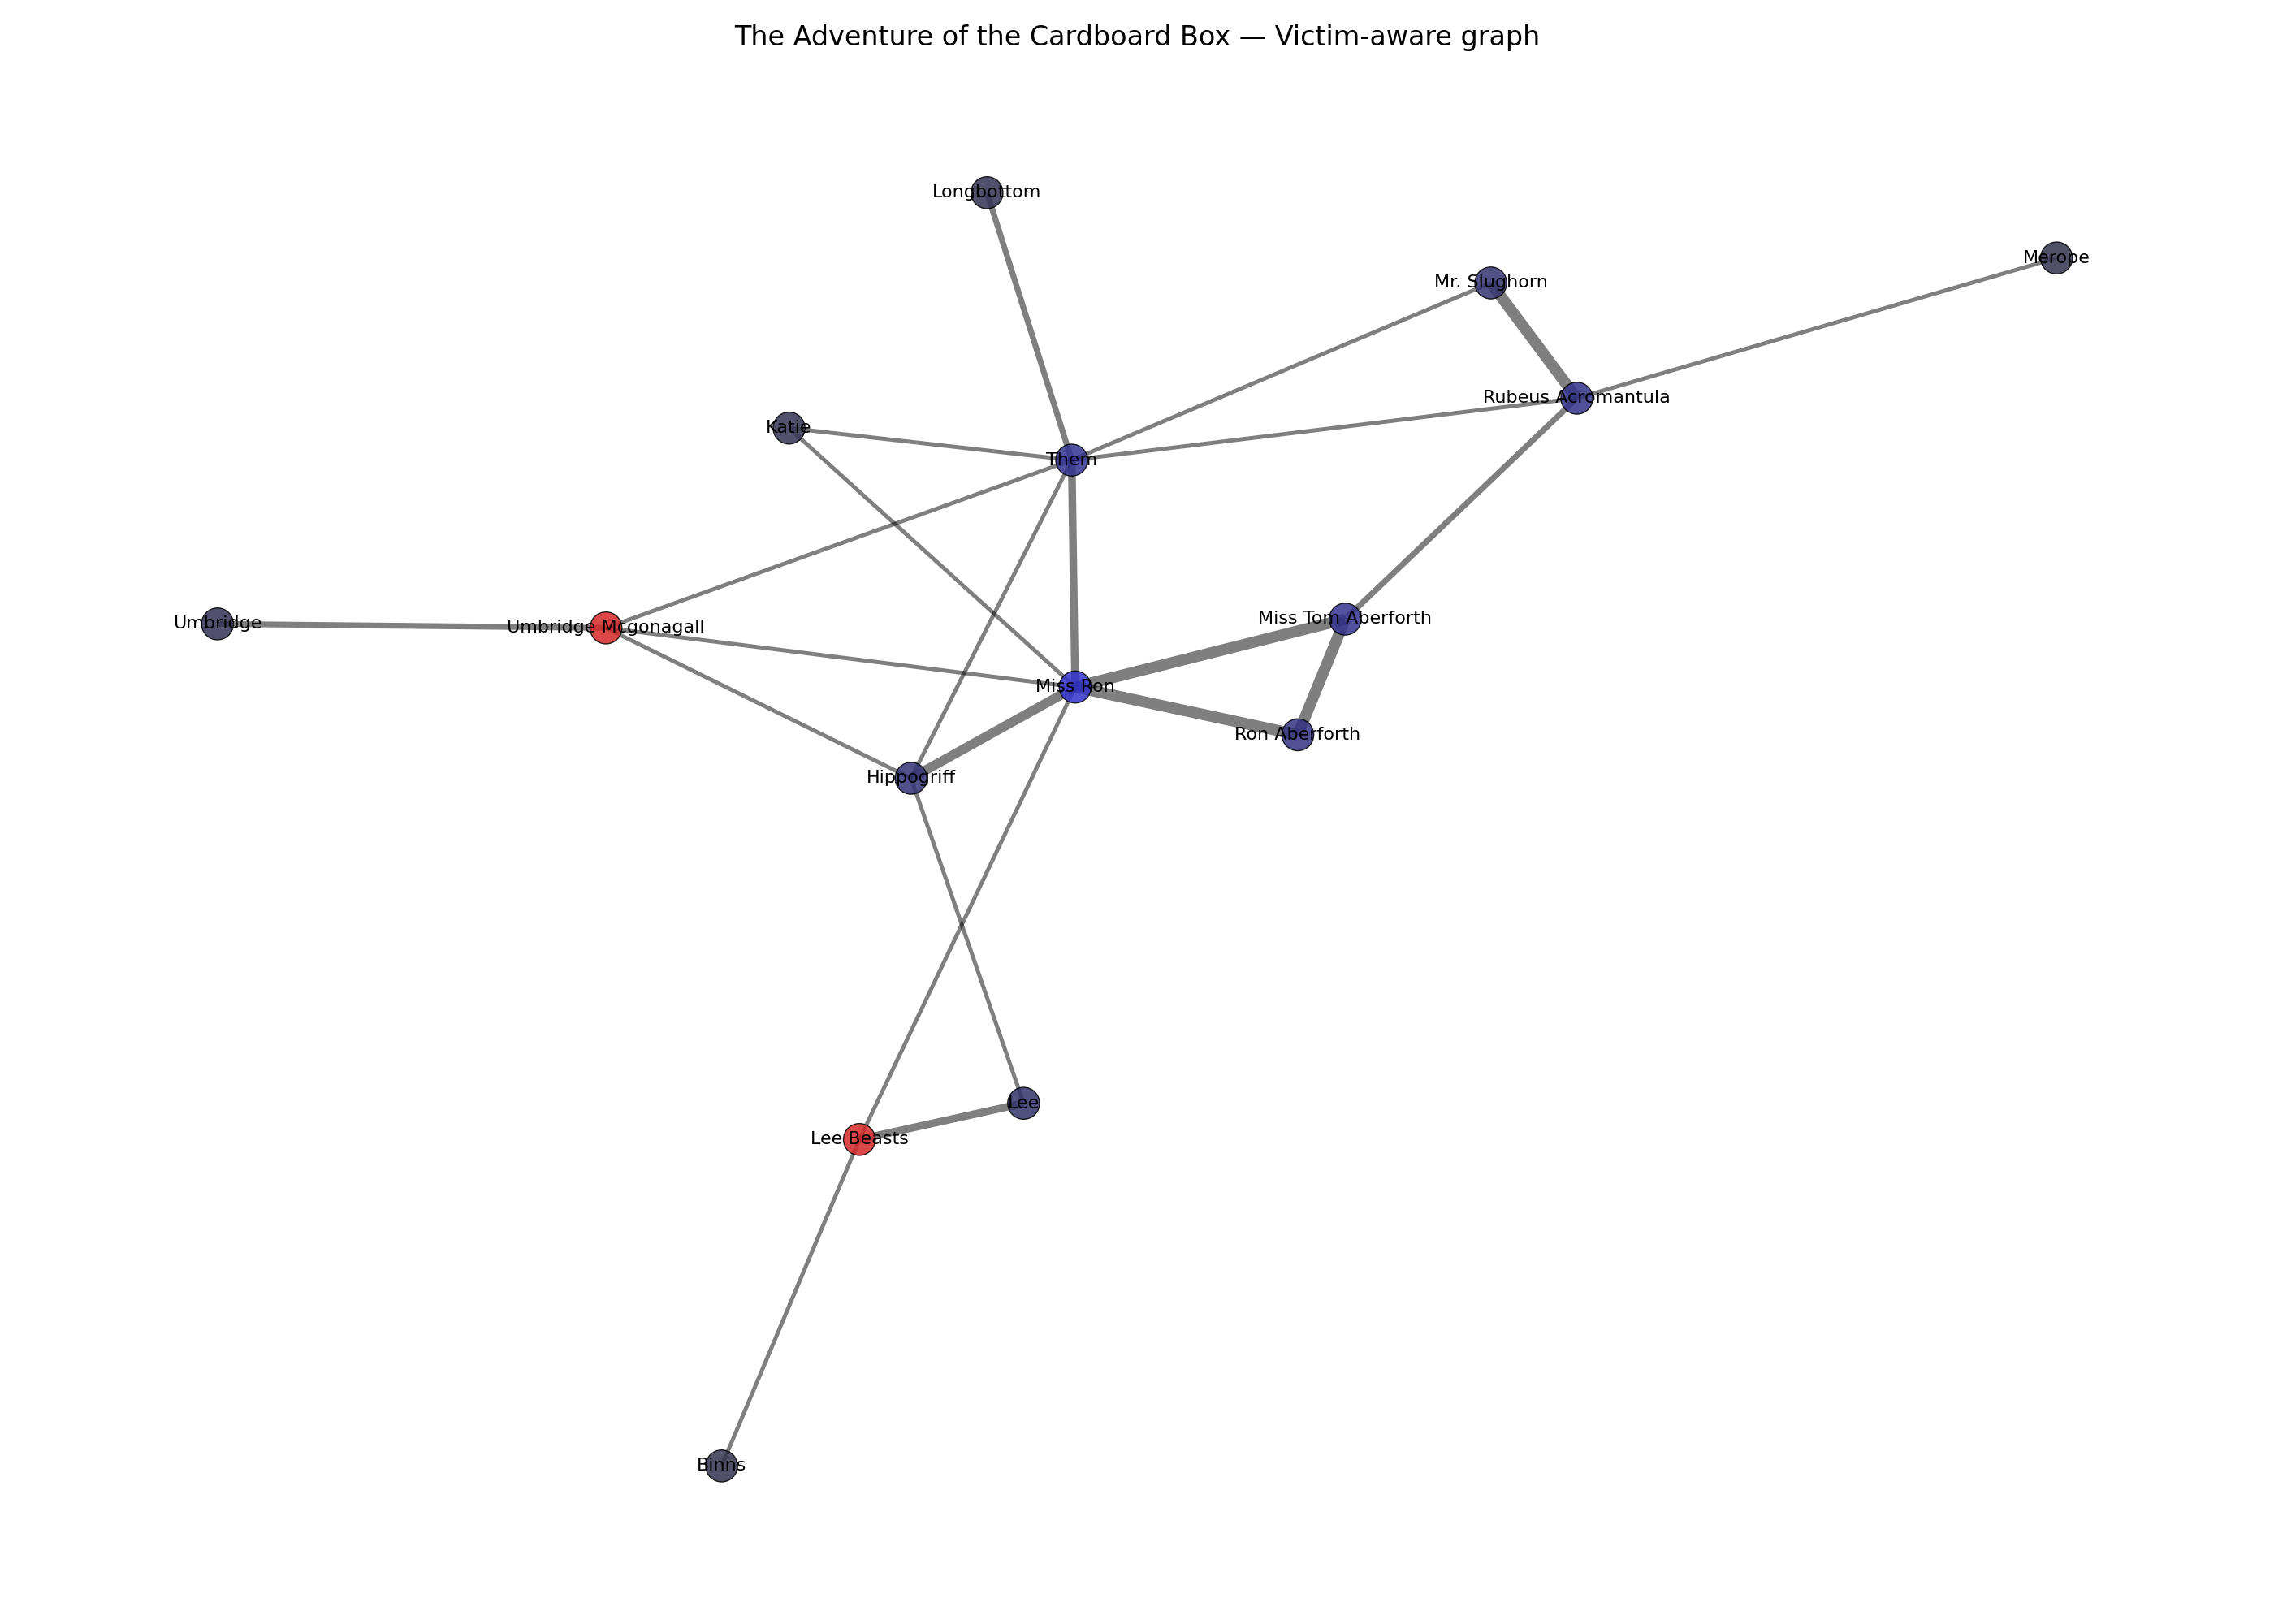 The Adventure of the Cardboard Box — Victim-aware graph
Longbottom
Merope
Mr. Slughorn
Rubeus Acromantula
Katie
Them
Umbridge
Umbridge Mcgonagall
Miss Tom Aberforth
Miss Ron
Ron Aberforth
Hippogriff
Lee
Lee Beasts
Binns